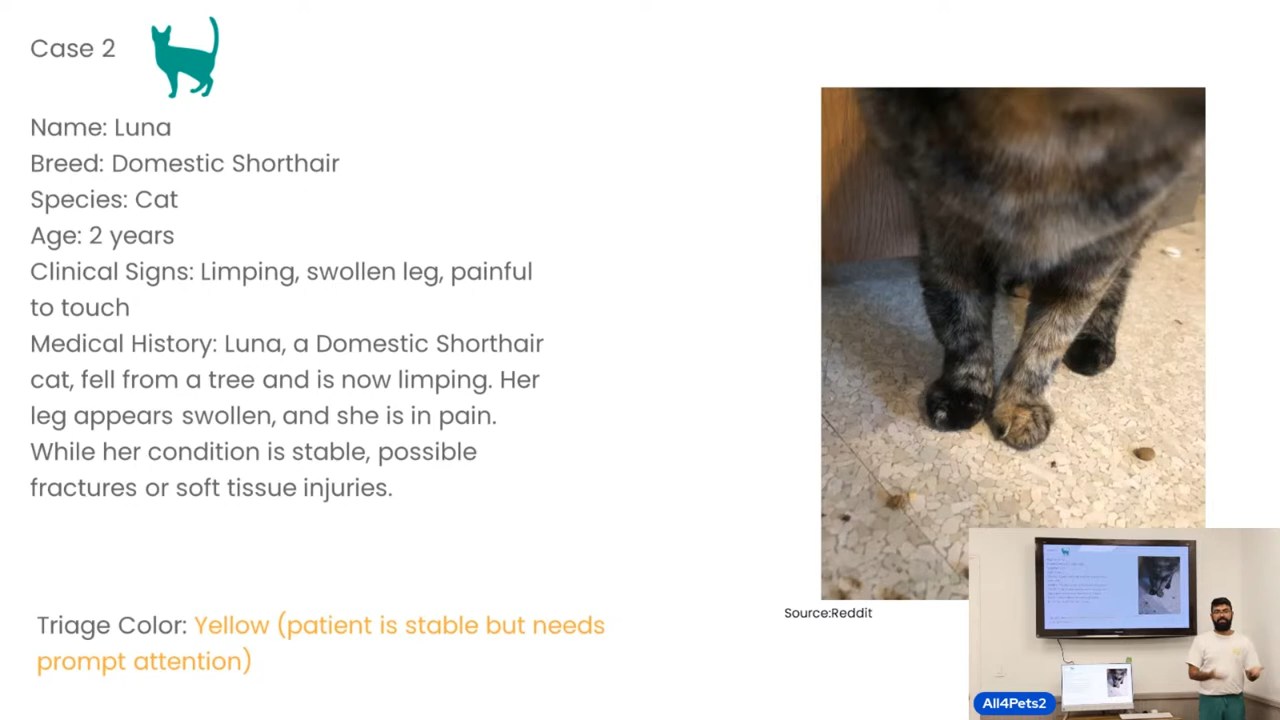 Case 2
Name: Luna
Breed: Domestic Shorthair
Species: Cat
Age: 2 years
Clinical Signs: Limping, swollen leg, painful
to touch
Medical History: Luna, a Domestic Shorthair
cat, fell from a tree and is now limping. Her
leg appears swollen, and she is in pain.
While her condition is stable, possible
fractures or soft tissue injuries.
Triage Color: Yellow (patient is stable but needs
prompt attention)
Source:Reddit
All4Pets2